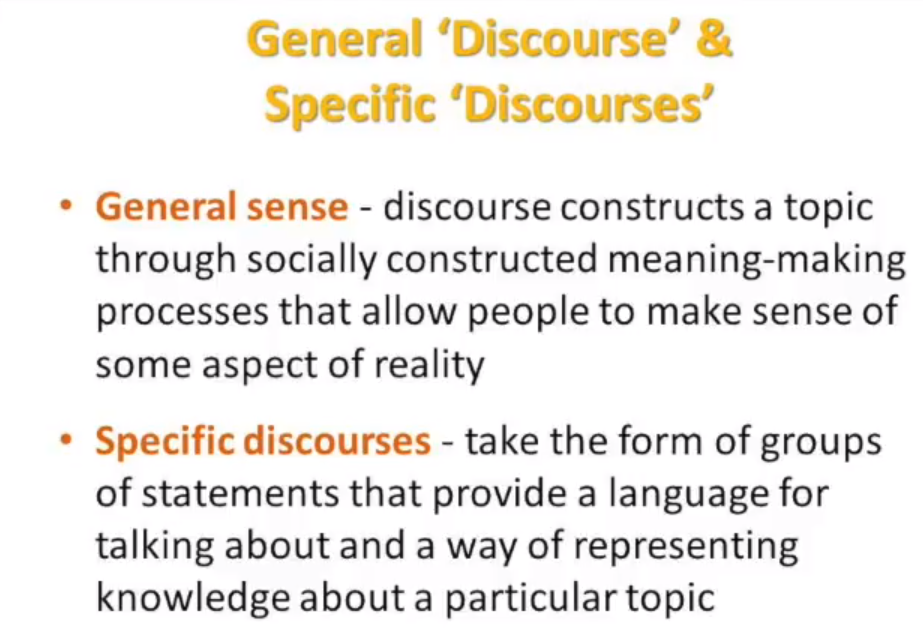 General ‘Discourse’ &
Specific ‘Discourses’
• General sense - discourse constructs a topic
through socially constructed meaning-making
processes that allow people to make sense of
some aspect of reality
• Specific discourses - take the form of groups
of statements that provide a language for
talking about and a way of representing
knowledge about a particular topic